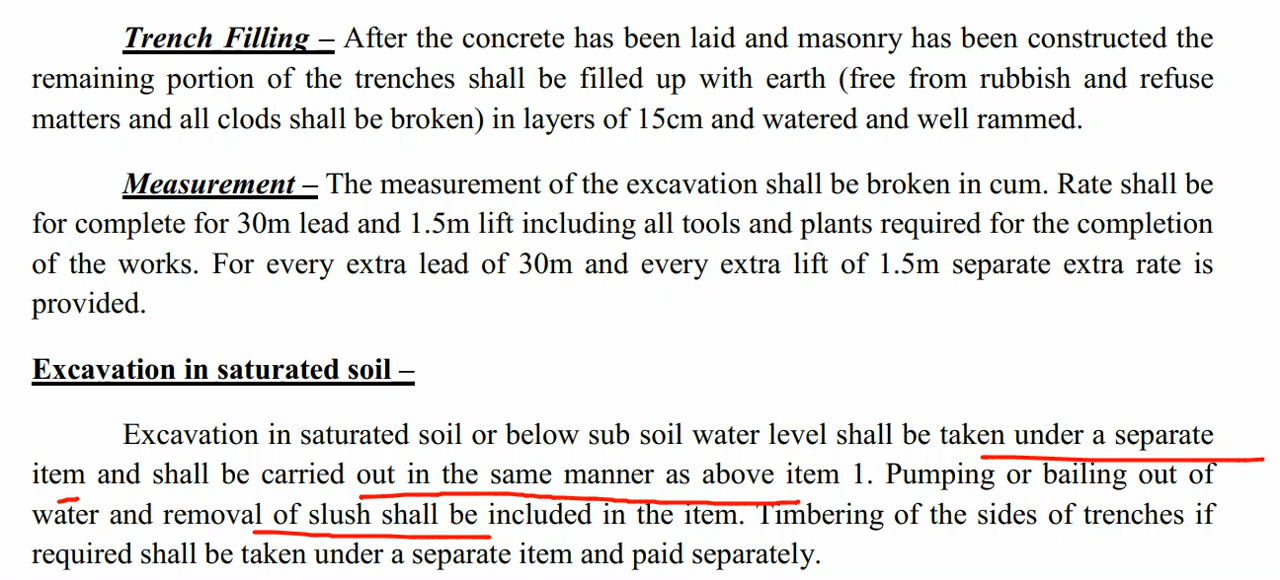 Trench Filling – After the concrete has been laid and masonry has been constructed the
remaining portion of the trenches shall be filled up with earth (free from rubbish and refuse
matters and all clods shall be broken) in layers of 15cm and watered and well rammed.
Measurement – The measurement of the excavation shall be broken in cum. Rate shall be
for complete for 30m lead and 1.5m lift including all tools and plants required for the completion
of the works. For every extra lead of 30m and every extra lift of 1.5m separate extra rate is
provided.
Excavation in saturated soil –
Excavation in saturated soil or below sub soil water level shall be taken under a separate
item and shall be carried out in the same manner as above item 1. Pumping or bailing out of
water and removal of slush shall be included in the item. Timbering of the sides of trenches if
required shall be taken under a separate item and paid separately.